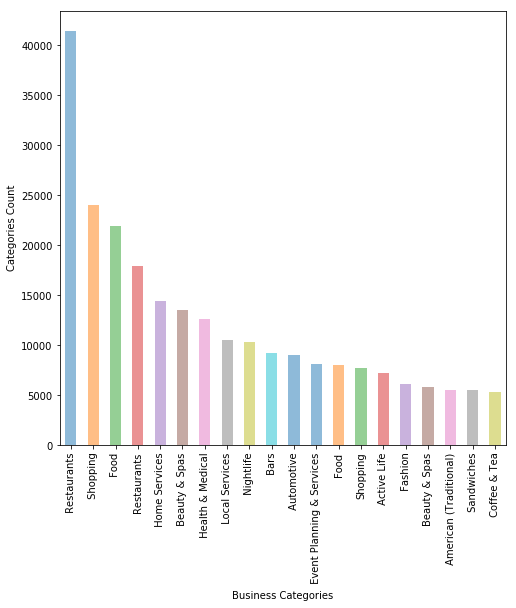 40000
35000
30000
25000
20000
15000
10000
5000
0
Categories Count
Restaurants
Shopping
Food
Restaurants
Home Services
Beauty & Spas
Health & Medical
Local Services
Nightlife
Bars
Automotive
Event Planning & Services
Food
Shopping
Active Life
Fashion
Beauty & Spas
American (Traditional)
Sandwiches
Coffee & Tea
Business Categories